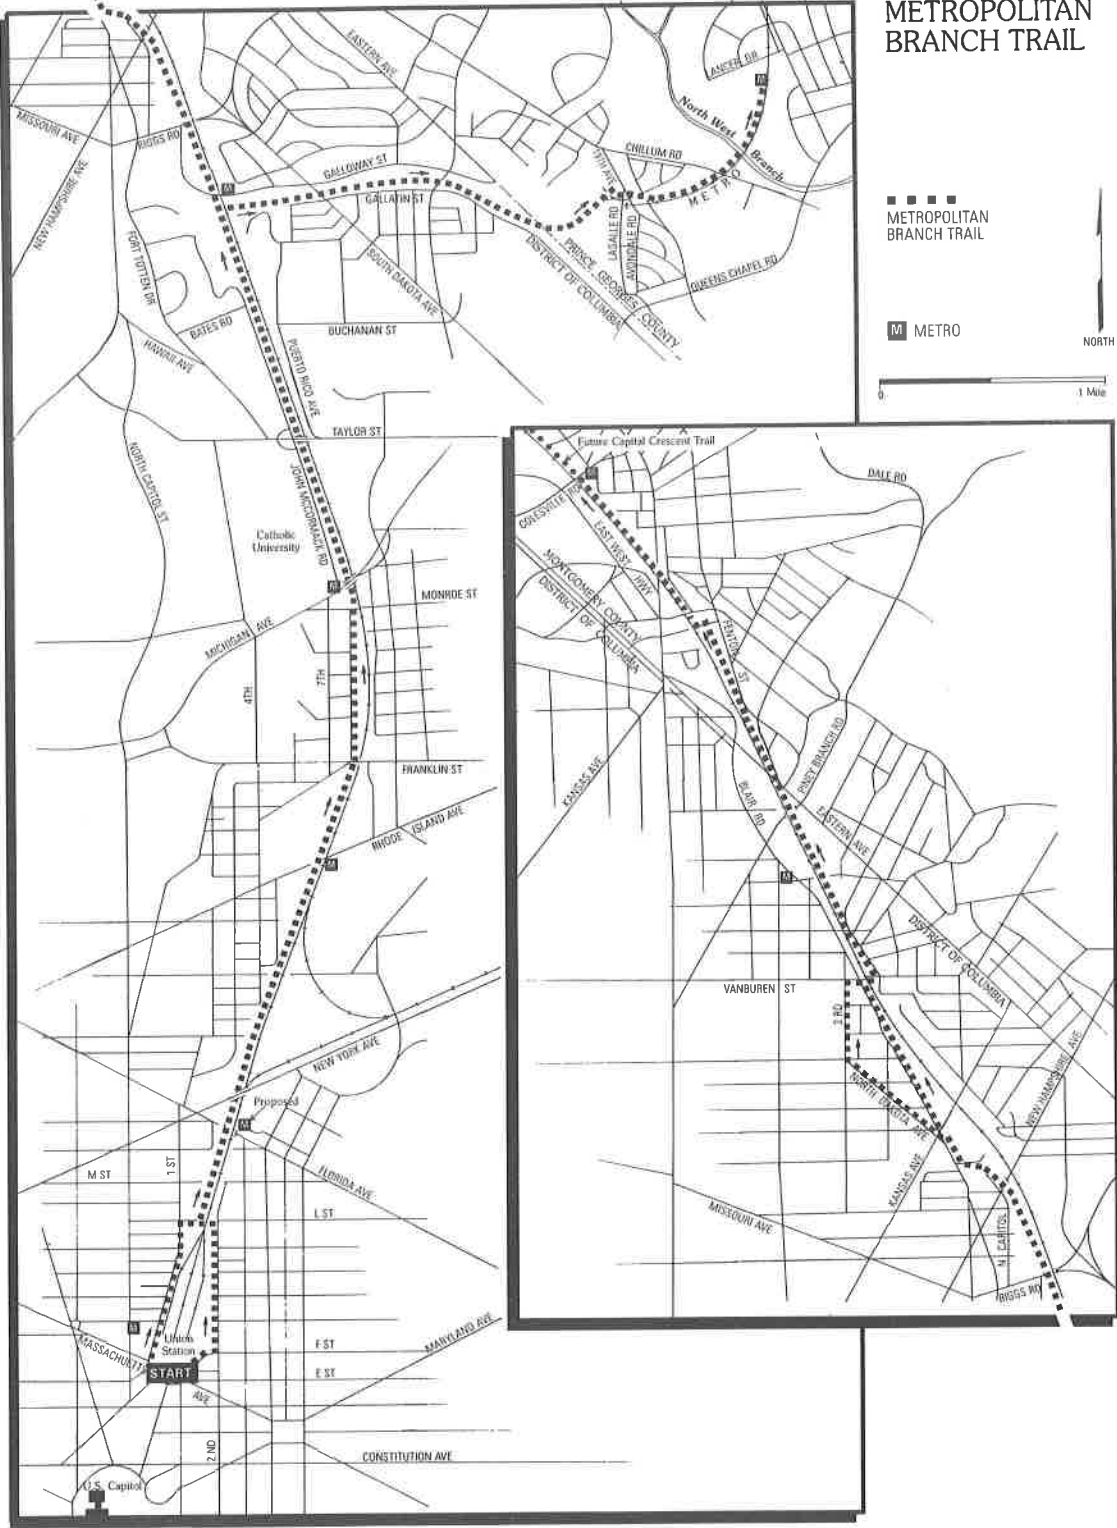 METROPOLITAN
BRANCH TRAIL
METROPOLITAN
BRANCH TRAIL
M METRO
NORTH
0
1 Mile
EASTERN AVE
LANCER DR
M
North West
Branch
MISSOURI AVE
RIGGS RD
NEW HAMPSHIRE AVE
M
GALLOWAY ST
GALLATIN ST
CHILLUM RD
19TH AVE
METRO
LASALLE RD
AVONDALE RD
QUEENS CHAPEL RD
PRINCE GEORGES COUNTY
DISTRICT OF COLUMBIA
FORT TOTTEN DR
SOUTH DAKOTA AVE
BATES RD
BUCHANAN ST
HAWAII AVE
PUERTO RICO AVE
TAYLOR ST
NORTH CAPITOL ST
JOHN MCCORMACK RD
Catholic
University
M
MONROE ST
MICHIGAN AVE
4TH
7TH
FRANKLIN ST
RHODE ISLAND AVE
M
NEW YORK AVE
Proposed
M
M ST
1 ST
FLORIDA AVE
L ST
M
Union
Station
MASSACHUETTS
AVE
START
F ST
E ST
MARYLAND AVE
2 ND
CONSTITUTION AVE
U.S. Capitol
Future Capital Crescent Trail
M
COLESVILLE RD
DALE RD
EAST WEST HWY
MONTGOMERY COUNTY
DISTRICT OF COLUMBIA
FENTON ST
KANSAS AVE
PINEY BRANCH RD
BLAIR RD
EASTERN AVE
M
DISTRICT OF COLUMBIA
VANBUREN ST
3 RD
NORTH DAKOTA AVE
NEW HAMPSHIRE AVE
KANSAS AVE
MISSOURI AVE
N CAPITOL
RIGGS RD